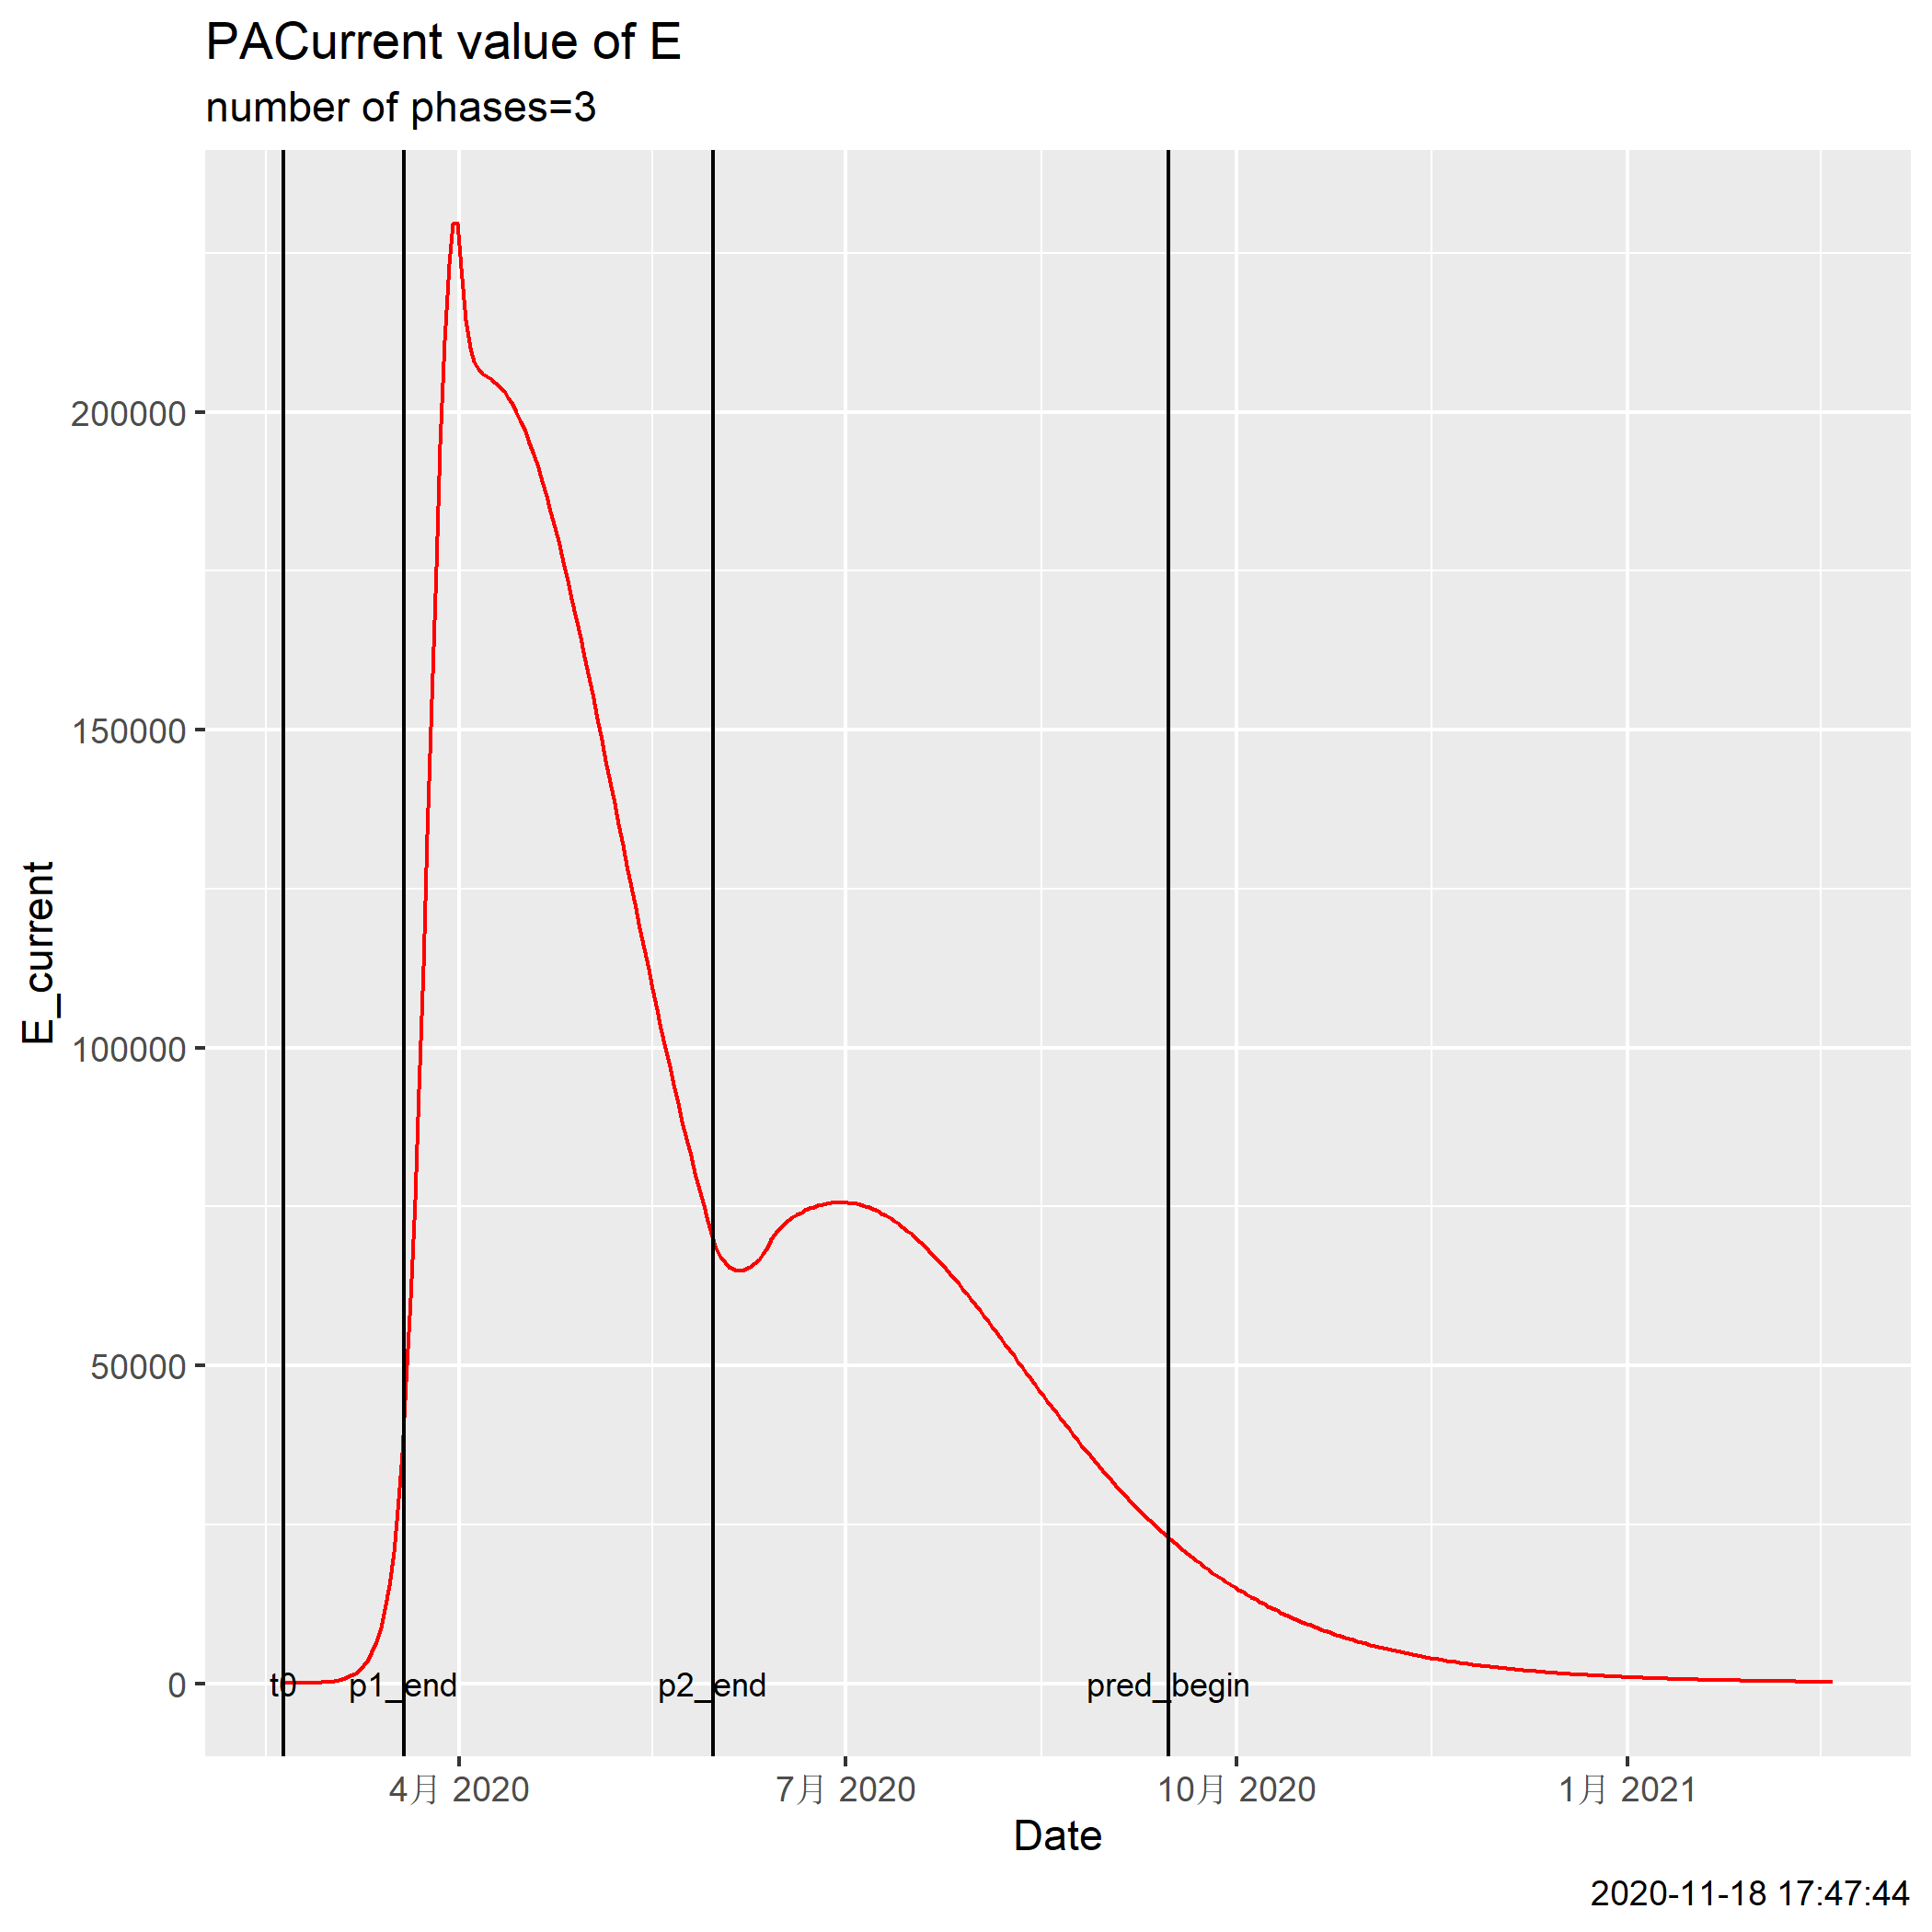 PACurrent value of E
number of phases=3
E_current
200000
150000
100000
50000
0
t0 p1_end p2_end pred_begin
4月 2020 7月 2020 10月 2020 1月 2021
Date
2020-11-18 17:47:44